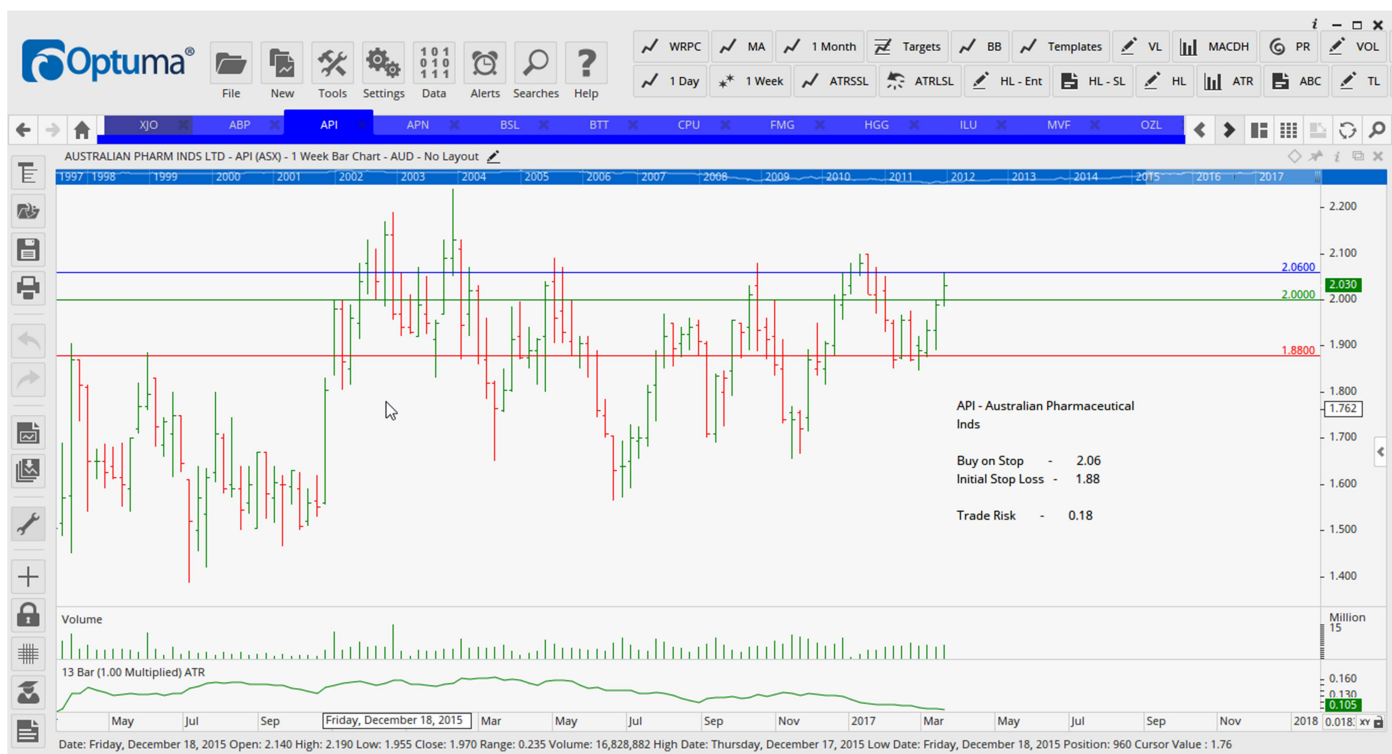 i
Optuma®
File
New
Tools
Settings
101
010
111
Data
Alerts
Searches
?
Help
WRPC
MA
1 Month
Targets
BB
Templates
VL
MACDH
PR
VOL
1 Day
1 Week
ATRSSL
ATRLSL
HL - Ent
HL - SL
HL
ATR
ABC
TL
XJO
ABP
API
APN
BSL
BTT
CPU
FMG
HGG
ILU
MVF
OZL
AUSTRALIAN PHARM INDS LTD - API (ASX) - 1 Week Bar Chart - AUD - No Layout
i
1997 1998 1999 2000 2001 2002 2003 2004 2005 2006 2007 2008 2009 2010 2011 2012 2013 2014 2015 2016 2017
2.200
2.100
2.0600
2.030
2.0000
2.000
1.900
1.8800
1.800
1.762
1.700
1.600
1.500
1.400
API - Australian Pharmaceutical
Inds
Buy on Stop - 2.06
Initial Stop Loss - 1.88
Trade Risk - 0.18
Volume
Million
15
13 Bar (1.00 Multiplied) ATR
0.160
0.130
0.105
May Jul Sep Friday, December 18, 2015 Mar May Jul Sep Nov 2017 Mar May Jul Sep Nov 2018 0.018 XY
Date: Friday, December 18, 2015 Open: 2.140 High: 2.190 Low: 1.955 Close: 1.970 Range: 0.235 Volume: 16,828,882 High Date: Thursday, December 17, 2015 Low Date: Friday, December 18, 2015 Position: 960 Cursor Value : 1.76